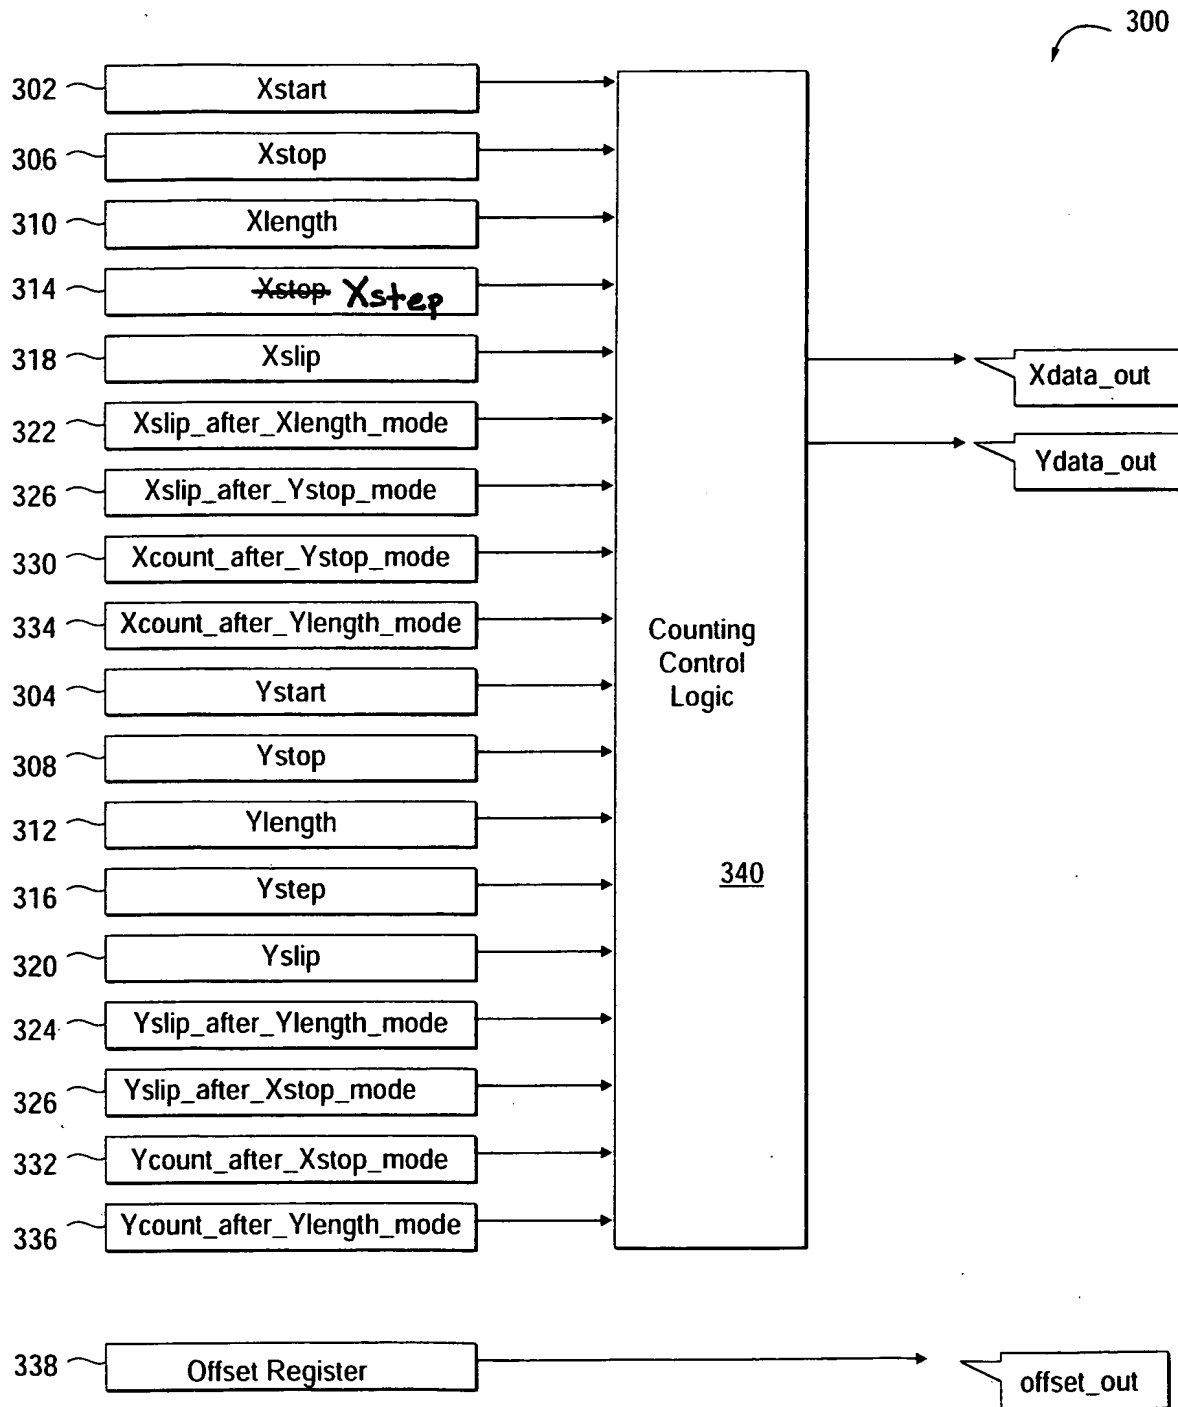 300
302 Xstart
306 Xstop
310 Xlength
314 Xstop Xstep
318 Xslip
322 Xslip_after_Xlength_mode
326 Xslip_after_Ystop_mode
330 Xcount_after_Ystop_mode
334 Xcount_after_Ylength_mode
304 Ystart
308 Ystop
312 Ylength
316 Ystep
320 Yslip
324 Yslip_after_Ylength_mode
326 Yslip_after_Xstop_mode
332 Ycount_after_Xstop_mode
336 Ycount_after_Ylength_mode
Counting
Control
Logic
340
Xdata_out
Ydata_out
338 Offset Register
offset_out